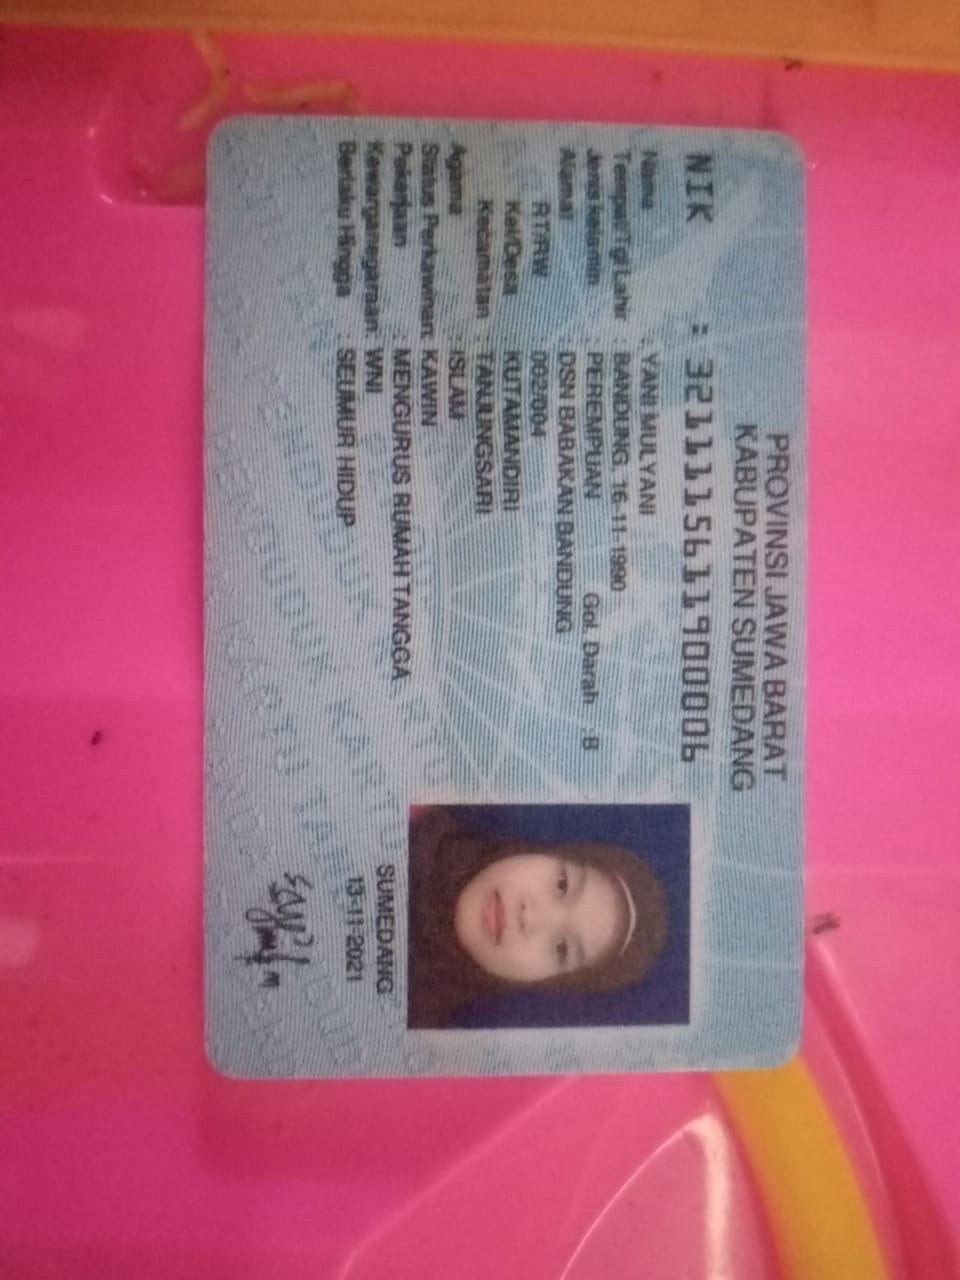 PROVINSI JAWA BARAT
KABUPATEN SUMEDANG
NIK : 3211115611900006
Nama : YANI MULYANI
Tempat/Tgl Lahir : BANDUNG, 16-11-1990
Jenis kelamin : PEREMPUAN Gol. Darah : B
Alamat : DSN BABAKAN BANDUNG
RT/RW : 002/004
Kel/Desa : KUTAMANDIRI
Kecamatan : TANJUNGSARI
Agama : ISLAM
Status Perkawinan: KAWIN
Pekerjaan : MENGURUS RUMAH TANGGA
Kewarganegaraan: WNI
Berlaku Hingga : SEUMUR HIDUP
SUMEDANG
13-11-2021